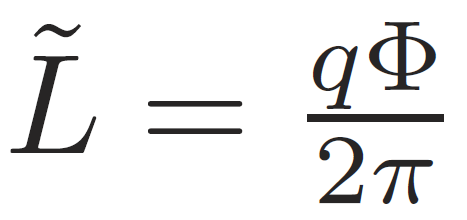 L̃ = qΦ / 2π